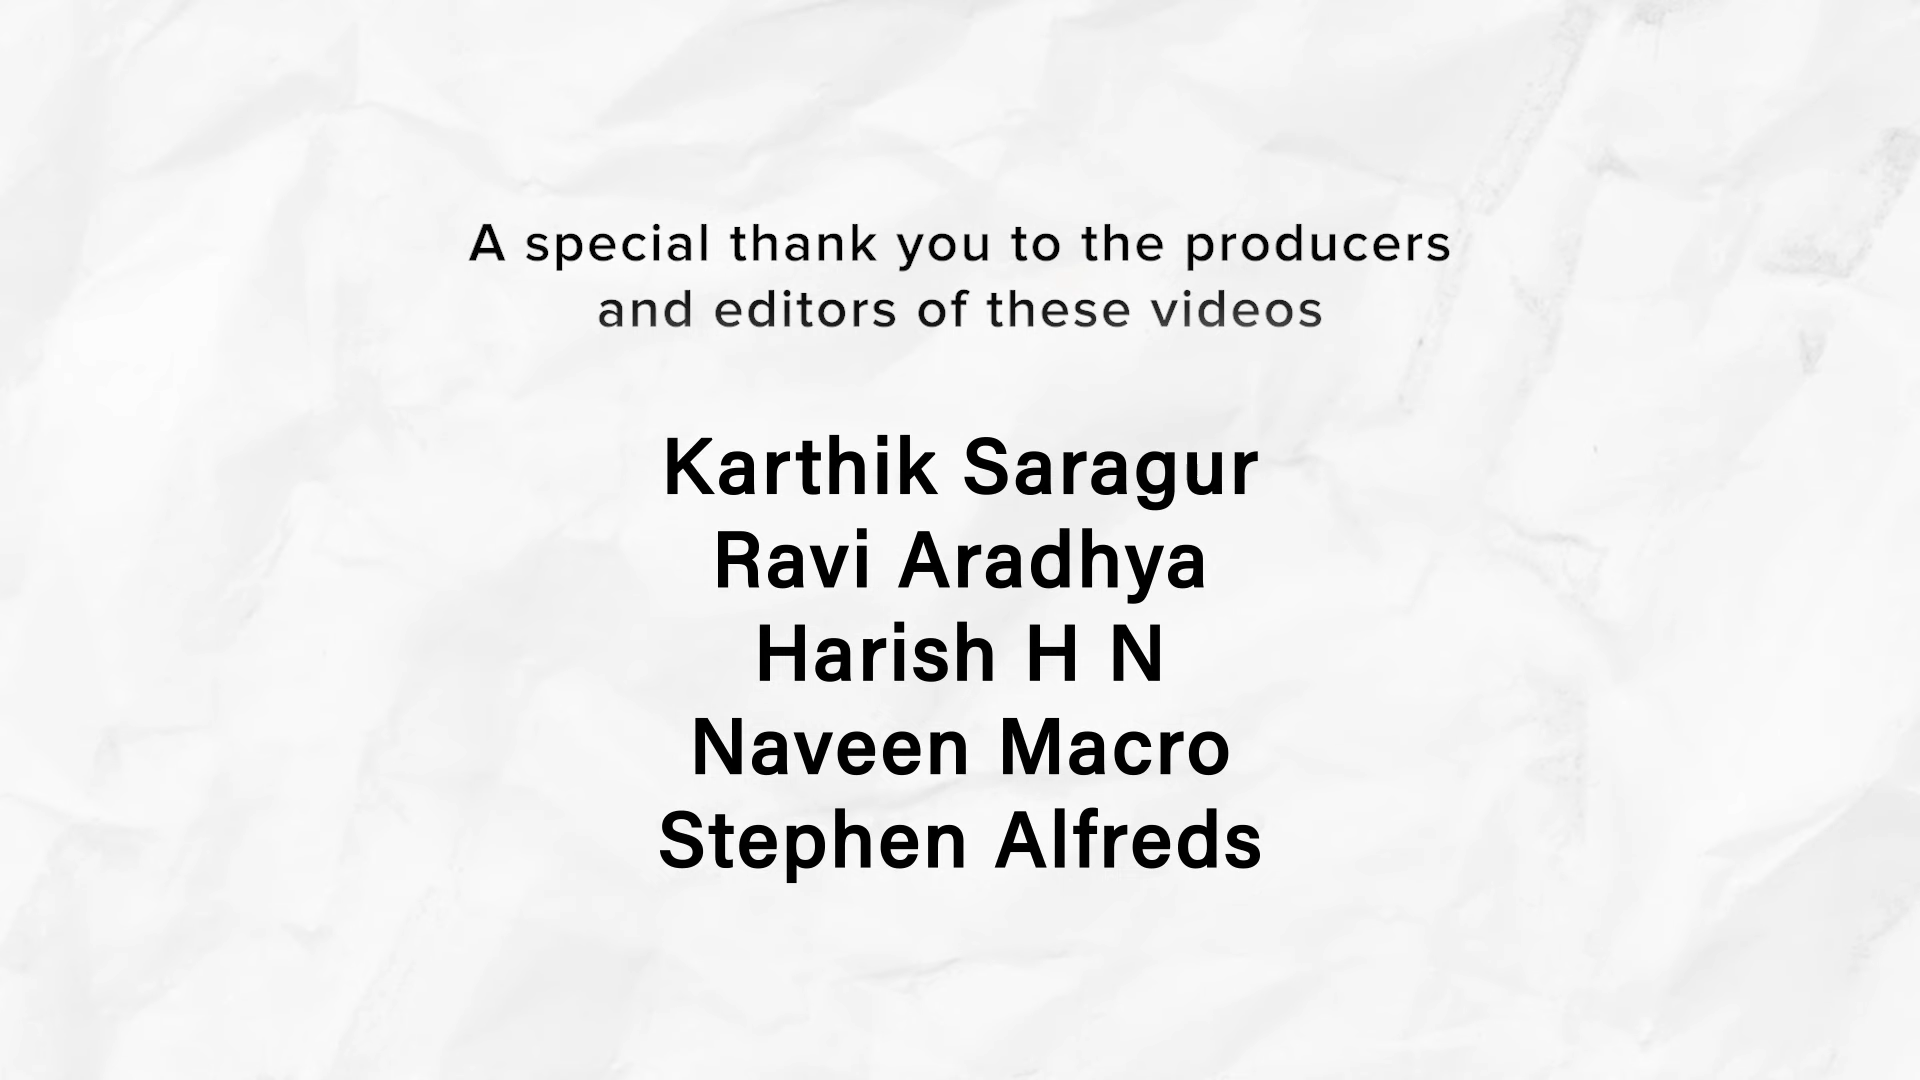 A special thank you to the producers
and editors of these videos
Karthik Saragur
Ravi Aradhya
Harish H N
Naveen Macro
Stephen Alfreds